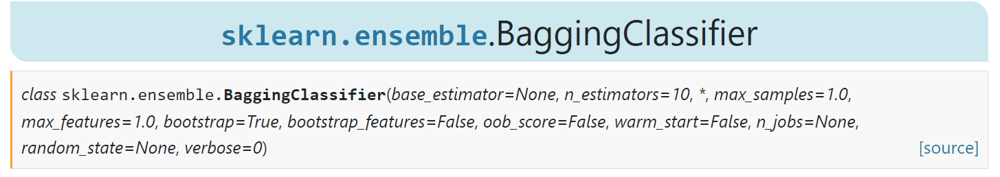 sklearn.ensemble.BaggingClassifier
class sklearn.ensemble.BaggingClassifier(base_estimator=None, n_estimators=10, *, max_samples=1.0,
max_features=1.0, bootstrap=True, bootstrap_features=False, oob_score=False, warm_start=False, n_jobs=None,
random_state=None, verbose=0) [source]